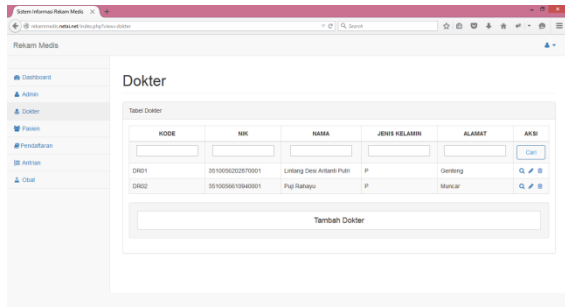 Sistem Informasi Rekam Medis
rekammedis.netai.net/index.php?view=dokter
Search
Rekam Medis
Dashboard
Admin
Dokter
Pasien
Pendaftaran
Antrian
Obat
Dokter
Tabel Dokter
KODE NIK NAMA JENIS KELAMIN ALAMAT AKSI
Cari
DR01 3510056202870001 Lintang Desi Aritanti Putri P Genteng
DR02 3510056610840001 Puji Rahayu P Muncar
Tambah Dokter